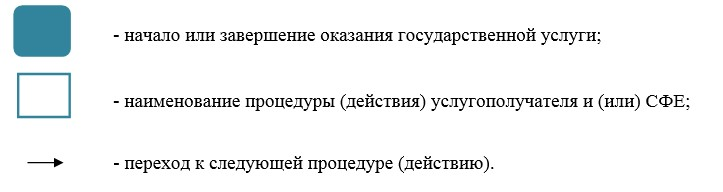 - начало или завершение оказания государственной услуги;
- наименование процедуры (действия) услугополучателя и (или) СФЕ;
- переход к следующей процедуре (действию).